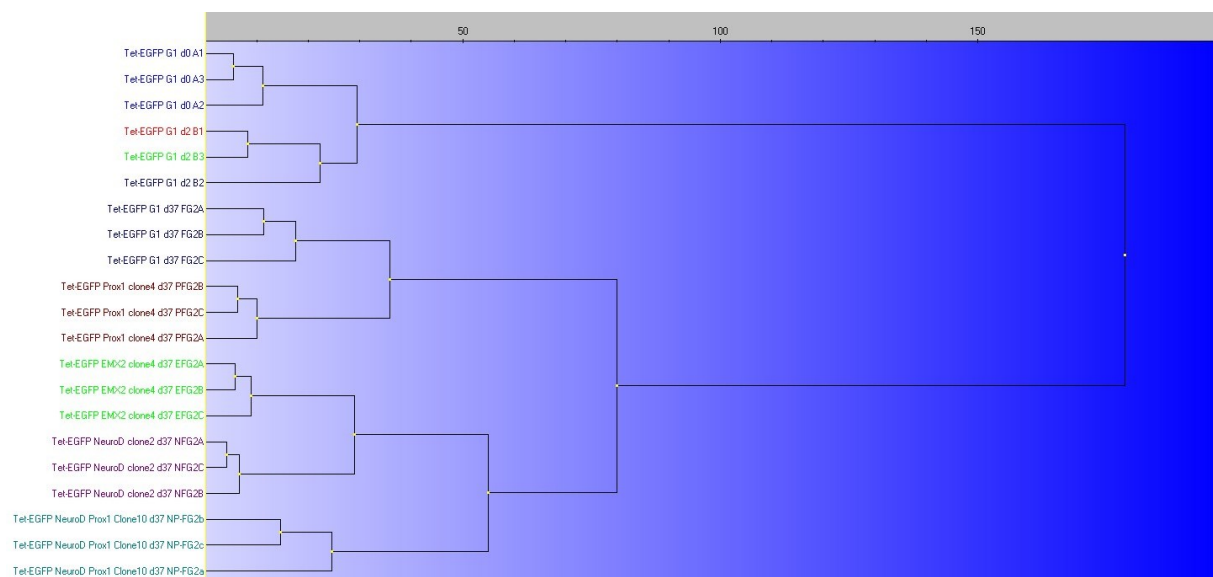 50 100 150
Tet-EGFP G1 d0 A1
Tet-EGFP G1 d0 A3
Tet-EGFP G1 d0 A2
Tet-EGFP G1 d2 B1
Tet-EGFP G1 d2 B3
Tet-EGFP G1 d2 B2
Tet-EGFP G1 d37 FG2A
Tet-EGFP G1 d37 FG2B
Tet-EGFP G1 d37 FG2C
Tet-EGFP Prox1 clone4 d37 PFG2B
Tet-EGFP Prox1 clone4 d37 PFG2C
Tet-EGFP Prox1 clone4 d37 PFG2A
Tet-EGFP EMX2 clone4 d37 EFG2A
Tet-EGFP EMX2 clone4 d37 EFG2B
Tet-EGFP EMX2 clone4 d37 EFG2C
Tet-EGFP NeuroD clone2 d37 NFG2A
Tet-EGFP NeuroD clone2 d37 NFG2C
Tet-EGFP NeuroD clone2 d37 NFG2B
Tet-EGFP NeuroD Prox1 Clone10 d37 NP-FG2b
Tet-EGFP NeuroD Prox1 Clone10 d37 NP-FG2c
Tet-EGFP NeuroD Prox1 Clone10 d37 NP-FG2a